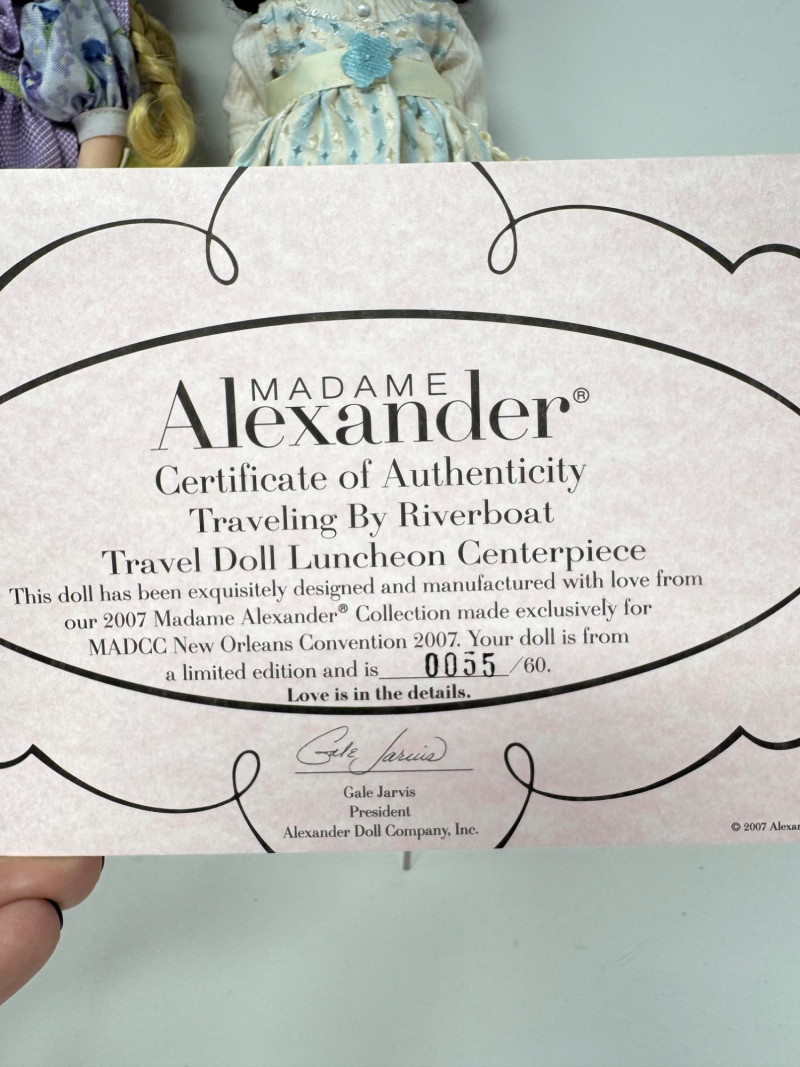 MADAME
Alexander®
Certificate of Authenticity
Traveling By Riverboat
Travel Doll Luncheon Centerpiece
This doll has been exquisitely designed and manufactured with love from
our 2007 Madame Alexander® Collection made exclusively for
MADCC New Orleans Convention 2007. Your doll is from
a limited edition and is 0055 /60.
Love is in the details.
Gale Jarvis
Gale Jarvis
President
Alexander Doll Company, Inc.
© 2007 Alexan